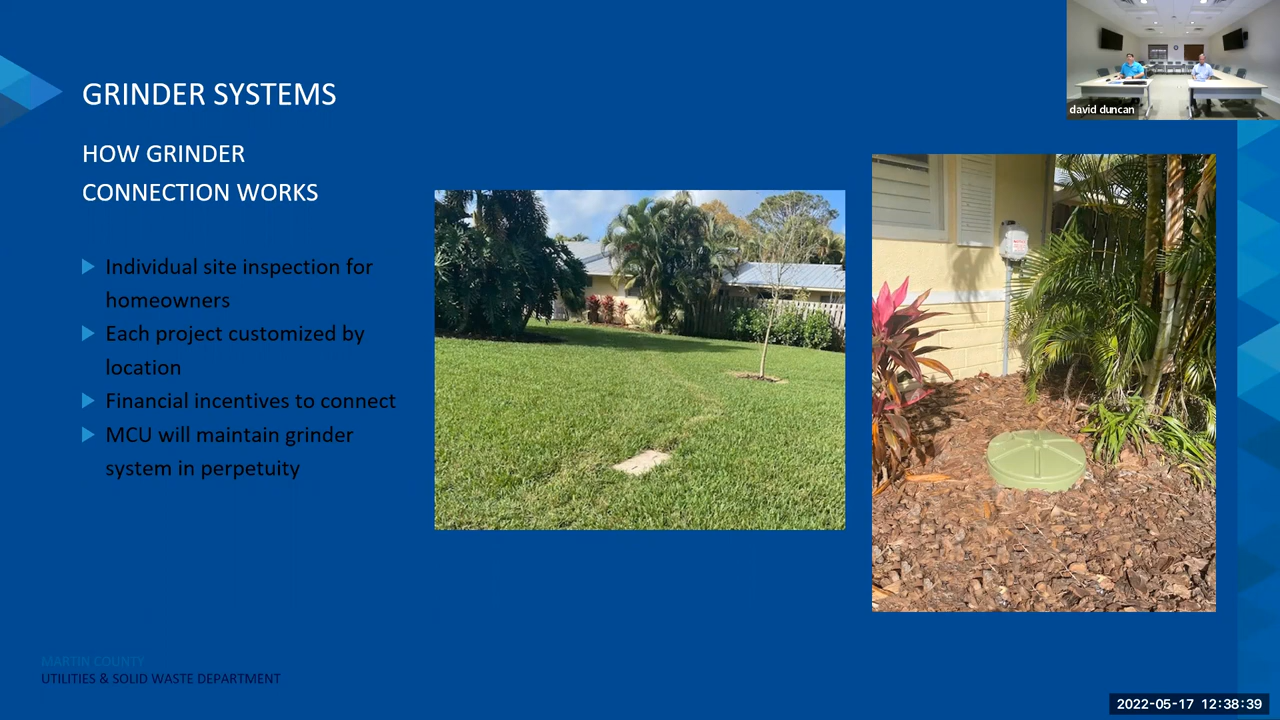 david duncan
GRINDER SYSTEMS
HOW GRINDER
CONNECTION WORKS
Individual site inspection for
homeowners
Each project customized by
location
Financial incentives to connect
MCU will maintain grinder
system in perpetuity
MARTIN COUNTY
UTILITIES & SOLID WASTE DEPARTMENT
2022-05-17 12:38:39